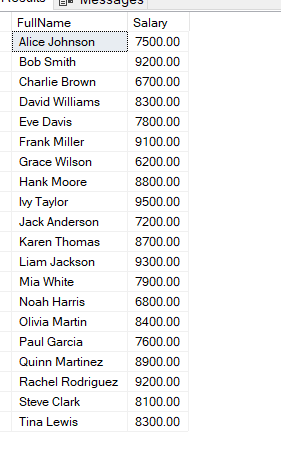 Results Messages
FullName Salary
Alice Johnson 7500.00
Bob Smith 9200.00
Charlie Brown 6700.00
David Williams 8300.00
Eve Davis 7800.00
Frank Miller 9100.00
Grace Wilson 6200.00
Hank Moore 8800.00
Ivy Taylor 9500.00
Jack Anderson 7200.00
Karen Thomas 8700.00
Liam Jackson 9300.00
Mia White 7900.00
Noah Harris 6800.00
Olivia Martin 8400.00
Paul Garcia 7600.00
Quinn Martinez 8900.00
Rachel Rodriguez 9200.00
Steve Clark 8100.00
Tina Lewis 8300.00